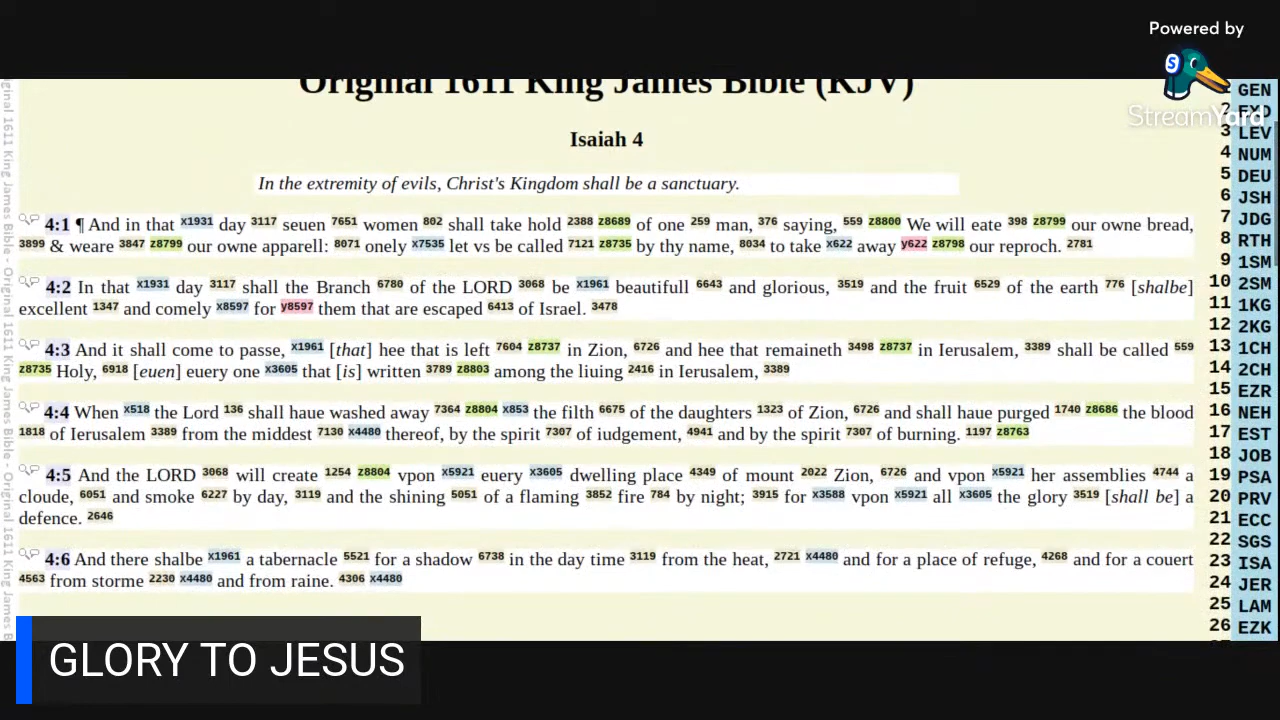 Powered by
StreamYard
Original 1611 King James Bible (KJV)
Isaiah 4
In the extremity of evils, Christ's Kingdom shall be a sanctuary.
4:1 ¶ And in that x1931 day 3117 seuen 7651 women 802 shall take hold 2388 z8689 of one 259 man, 376 saying, 559 z8800 We will eate 398 z8799 our owne bread,
3899 & weare 3847 z8799 our owne apparell: 8071 onely x7535 let vs be called 7121 z8735 by thy name, 8034 to take x622 away y622 z8798 our reproch. 2781
4:2 In that x1931 day 3117 shall the Branch 6780 of the LORD 3068 be x1961 beautifull 6643 and glorious, 3519 and the fruit 6529 of the earth 776 [shalbe]
excellent 1347 and comely x8597 for y8597 them that are escaped 6413 of Israel. 3478
4:3 And it shall come to passe, x1961 [that] hee that is left 7604 z8737 in Zion, 6726 and hee that remaineth 3498 z8737 in Ierusalem, 3389 shall be called 559
z8735 Holy, 6918 [euen] euery one x3605 that [is] written 3789 z8803 among the liuing 2416 in Ierusalem, 3389
4:4 When x518 the Lord 136 shall haue washed away 7364 z8804 x853 the filth 6675 of the daughters 1323 of Zion, 6726 and shall haue purged 1740 z8686 the blood
1818 of Ierusalem 3389 from the middest 7130 x4480 thereof, by the spirit 7307 of iudgement, 4941 and by the spirit 7307 of burning. 1197 z8763
4:5 And the LORD 3068 will create 1254 z8804 vpon x5921 euery x3605 dwelling place 4349 of mount 2022 Zion, 6726 and vpon x5921 her assemblies 4744 a
cloude, 6051 and smoke 6227 by day, 3119 and the shining 5051 of a flaming 3852 fire 784 by night; 3915 for x3588 vpon x5921 all x3605 the glory 3519 [shall be] a
defence. 2646
4:6 And there shalbe x1961 a tabernacle 5521 for a shadow 6738 in the day time 3119 from the heat, 2721 x4480 and for a place of refuge, 4268 and for a couert
4563 from storme 2230 x4480 and from raine. 4306 x4480
GLORY TO JESUS
GEN
2 EXO
3 LEV
4 NUM
5 DEU
6 JSH
7 JDG
8 RTH
9 1SM
10 2SM
11 1KG
12 2KG
13 1CH
14 2CH
15 EZR
16 NEH
17 EST
18 JOB
19 PSA
20 PRV
21 ECC
22 SGS
23 ISA
24 JER
25 LAM
26 EZK
original 1611 King James Bible - Original 1611 King James Bible - Original 1611 King James B